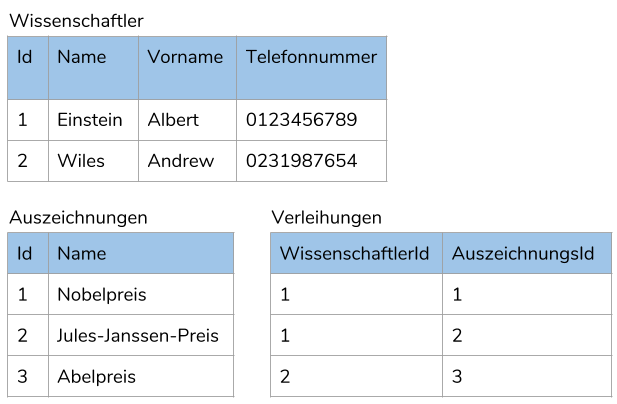 Wissenschaftler
Id Name Vorname Telefonnummer
1 Einstein Albert 0123456789
2 Wiles Andrew 0231987654
Auszeichnungen
Id Name
1 Nobelpreis
2 Jules-Janssen-Preis
3 Abelpreis
Verleihungen
WissenschaftlerId AuszeichnungsId
1 1
1 2
2 3